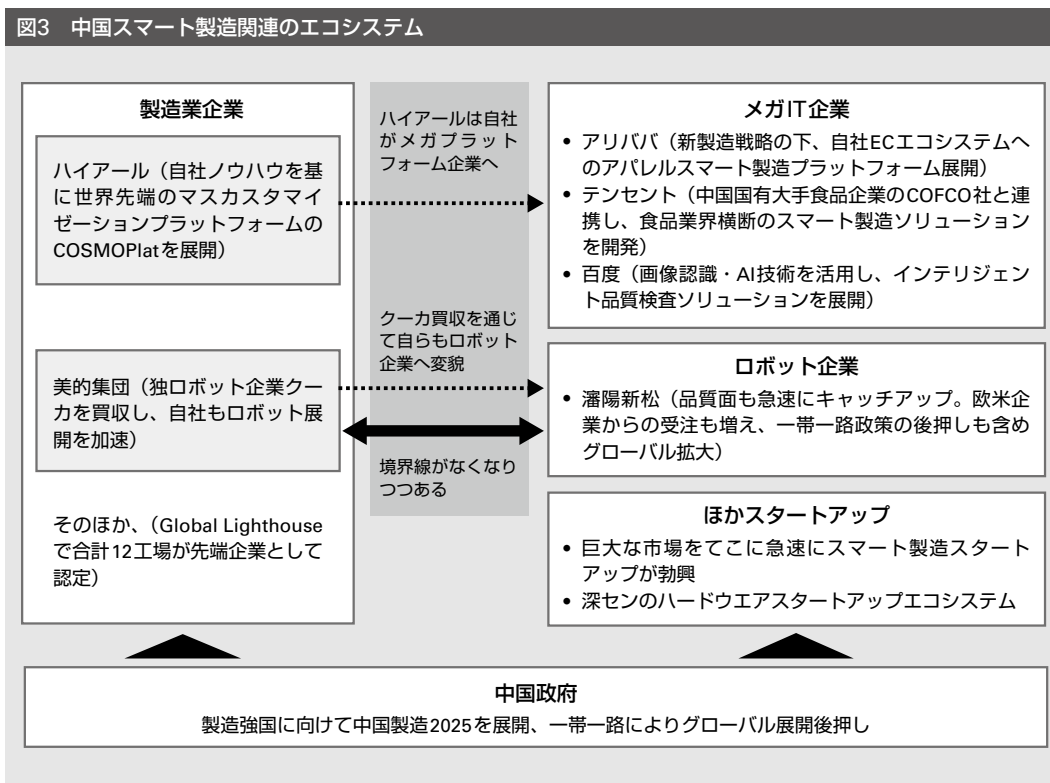 図3　中国スマート製造関連のエコシステム
製造業企業
ハイアール（自社ノウハウを基
に世界先端のマスカスタマイ
ゼーションプラットフォームの
COSMOPlatを展開）
美的集団（独ロボット企業クー
カを買収し、自社もロボット展
開を加速）
そのほか、（Global Lighthouse
で合計12工場が先端企業として
認定）
ハイアールは自社
がメガプラット
フォーム企業へ
クーカ買収を通じ
て自らもロボット
企業へ変貌
境界線がなくなり
つつある
メガIT企業
• アリババ（新製造戦略の下、自社ECエコシステムへ
のアパレルスマート製造プラットフォーム展開）
• テンセント（中国国有大手食品企業のCOFCO社と連
携し、食品業界横断のスマート製造ソリューション
を開発）
• 百度（画像認識・AI技術を活用し、インテリジェン
ト品質検査ソリューションを展開）
ロボット企業
• 瀋陽新松（品質面も急速にキャッチアップ。欧米企
業からの受注も増え、一帯一路政策の後押しも含め
グローバル拡大）
ほかスタートアップ
• 巨大な市場をてこに急速にスマート製造スタート
アップが勃興
• 深センのハードウエアスタートアップエコシステム
中国政府
製造強国に向けて中国製造2025を展開、一帯一路によりグローバル展開後押し